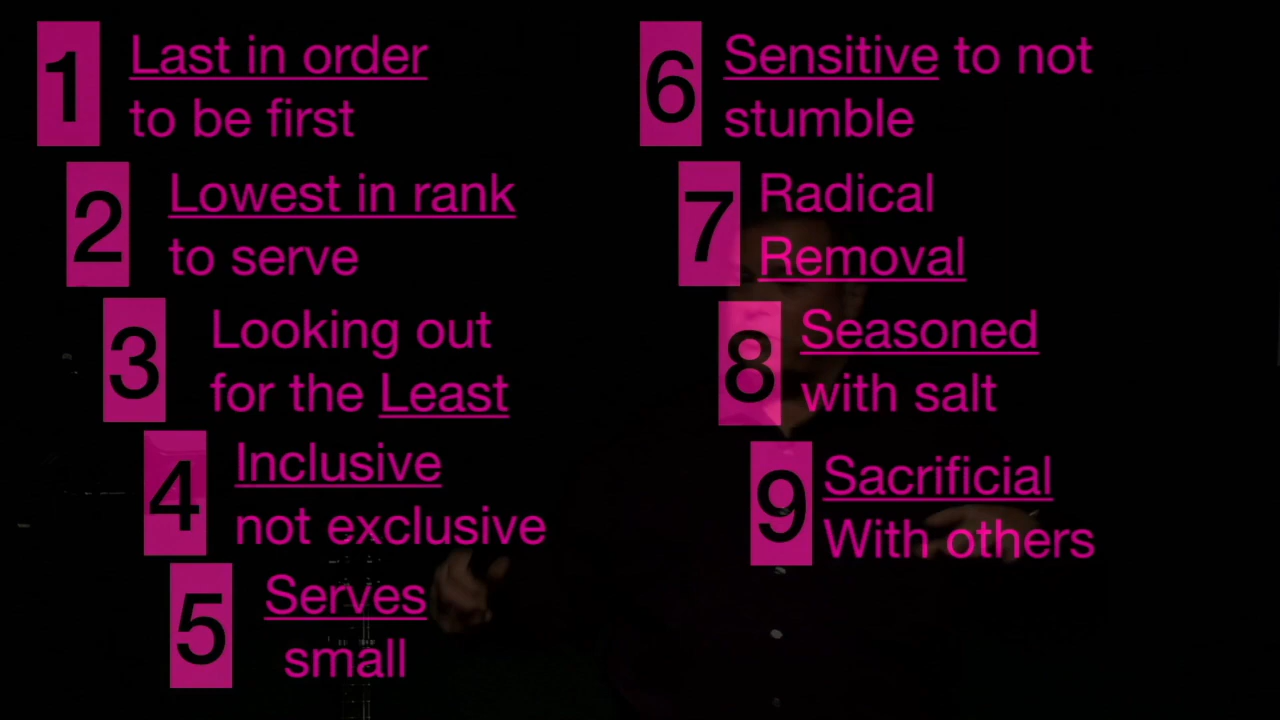 1 Last in order
to be first
2 Lowest in rank
to serve
3 Looking out
for the Least
4 Inclusive
not exclusive
5 Serves
small
6 Sensitive to not
stumble
7 Radical
Removal
8 Seasoned
with salt
9 Sacrificial
With others